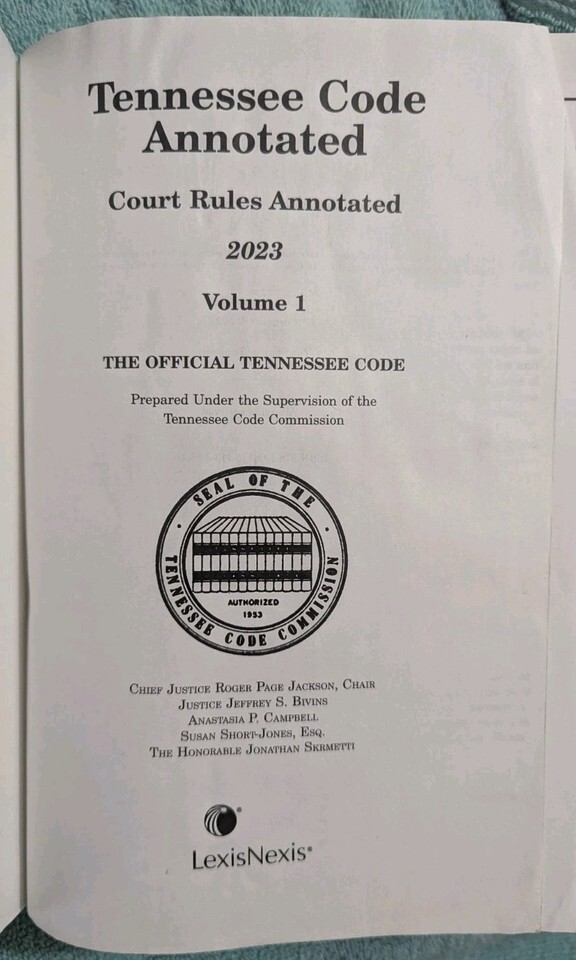 Tennessee Code
Annotated
Court Rules Annotated
2023
Volume 1
THE OFFICIAL TENNESSEE CODE
Prepared Under the Supervision of the
Tennessee Code Commission
SEAL OF THE
TENNESSEE CODE COMMISSION
AUTHORIZED
1953
CHIEF JUSTICE ROGER PAGE JACKSON, CHAIR
JUSTICE JEFFREY S. BIVINS
ANASTASIA P. CAMPBELL
SUSAN SHORT-JONES, ESQ.
THE HONORABLE JONATHAN SKRMETTI
LexisNexis®